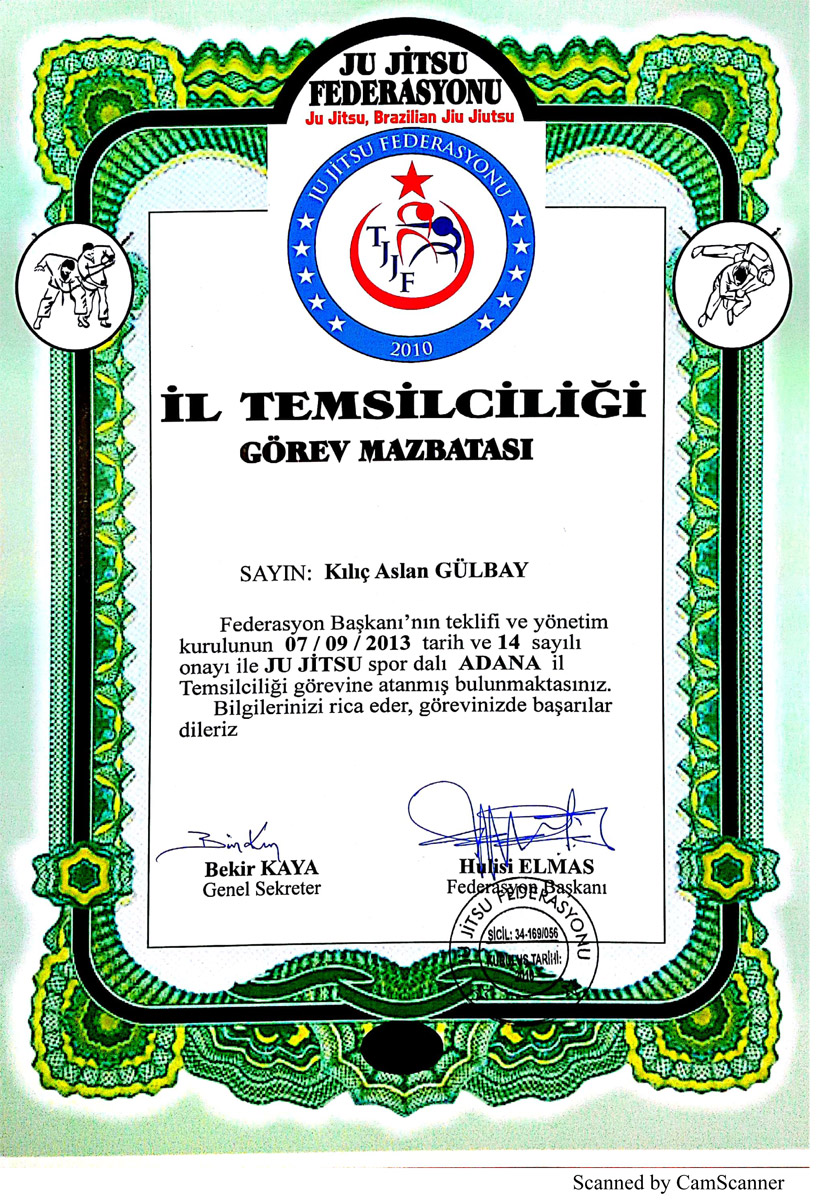 JU JİTSU
FEDERASYONU
Ju Jitsu, Brazilian Jiu Jiutsu
JU JİTSU FEDERASYONU
TJJF
2010
İL TEMSİLCİLİĞİ
GÖREV MAZBATASI
SAYIN: Kılıç Aslan GÜLBAY
Federasyon Başkanı’nın teklifi ve yönetim
kurulunun 07 / 09 / 2013 tarih ve 14 sayılı
onayı ile JU JİTSU spor dalı ADANA il
Temsilciliği görevine atanmış bulunmaktasınız.
Bilgilerinizi rica eder, görevinizde başarılar
dileriz
Bekir KAYA
Genel Sekreter
Hulisi ELMAS
Federasyon Başkanı
JİTSU FEDERASYONU
SİCİL: 34-169/056
KURULUŞ TARİHİ:
2010
Scanned by CamScanner